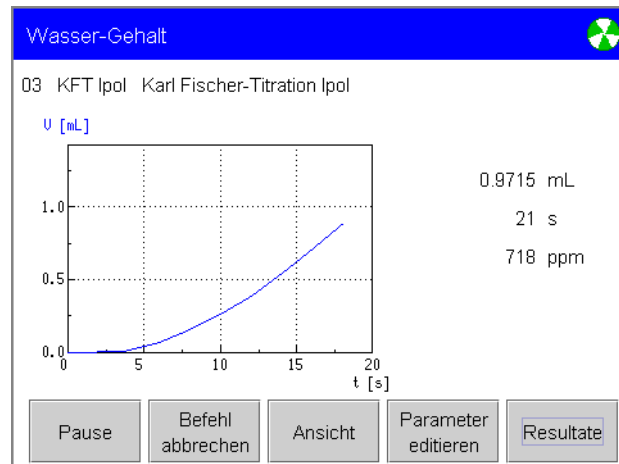 Wasser-Gehalt
03 KFT Ipol Karl Fischer-Titration Ipol
V [mL]
1.0
0.5
0.0
0 5 10 15 20
t [s]
0.9715 mL
21 s
718 ppm
Pause
Befehl
abbrechen
Ansicht
Parameter
editieren
Resultate